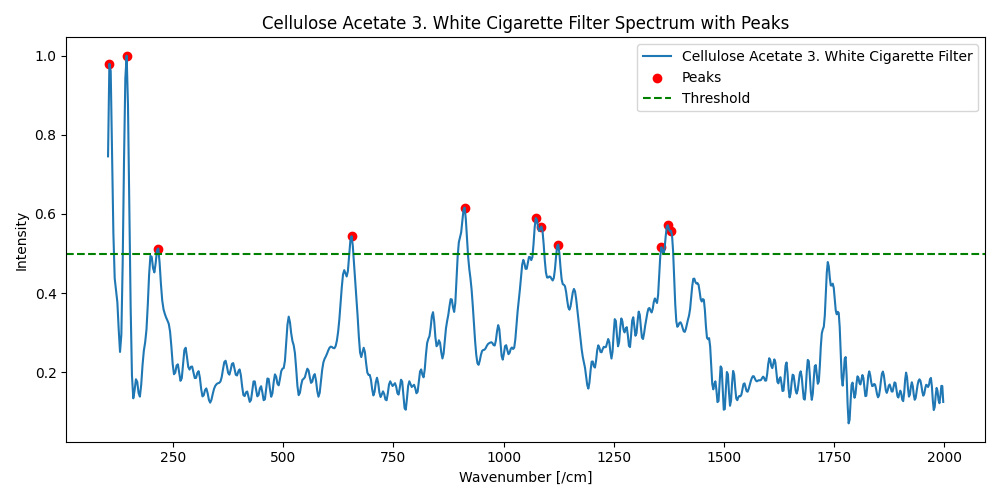 Cellulose Acetate 3. White Cigarette Filter Spectrum with Peaks
Cellulose Acetate 3. White Cigarette Filter
Peaks
Threshold
1.0
0.8
0.6
0.4
0.2
Intensity
250 500 750 1000 1250 1500 1750 2000
Wavenumber [/cm]